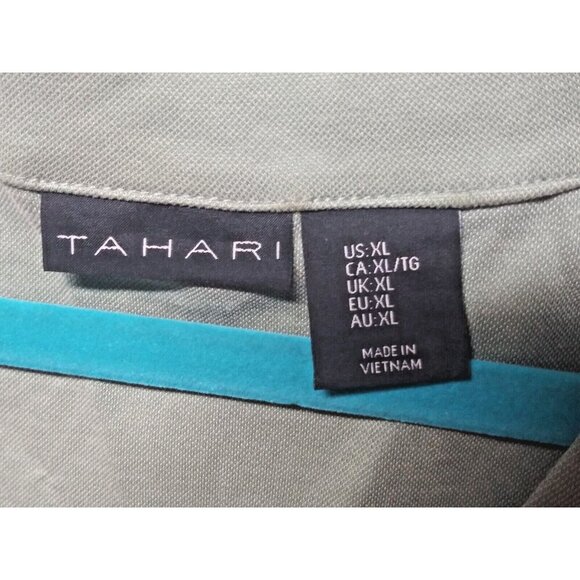 TAHARI
US:XL
CA:XL/TG
UK:XL
EU:XL
AU:XL
MADE IN
VIETNAM